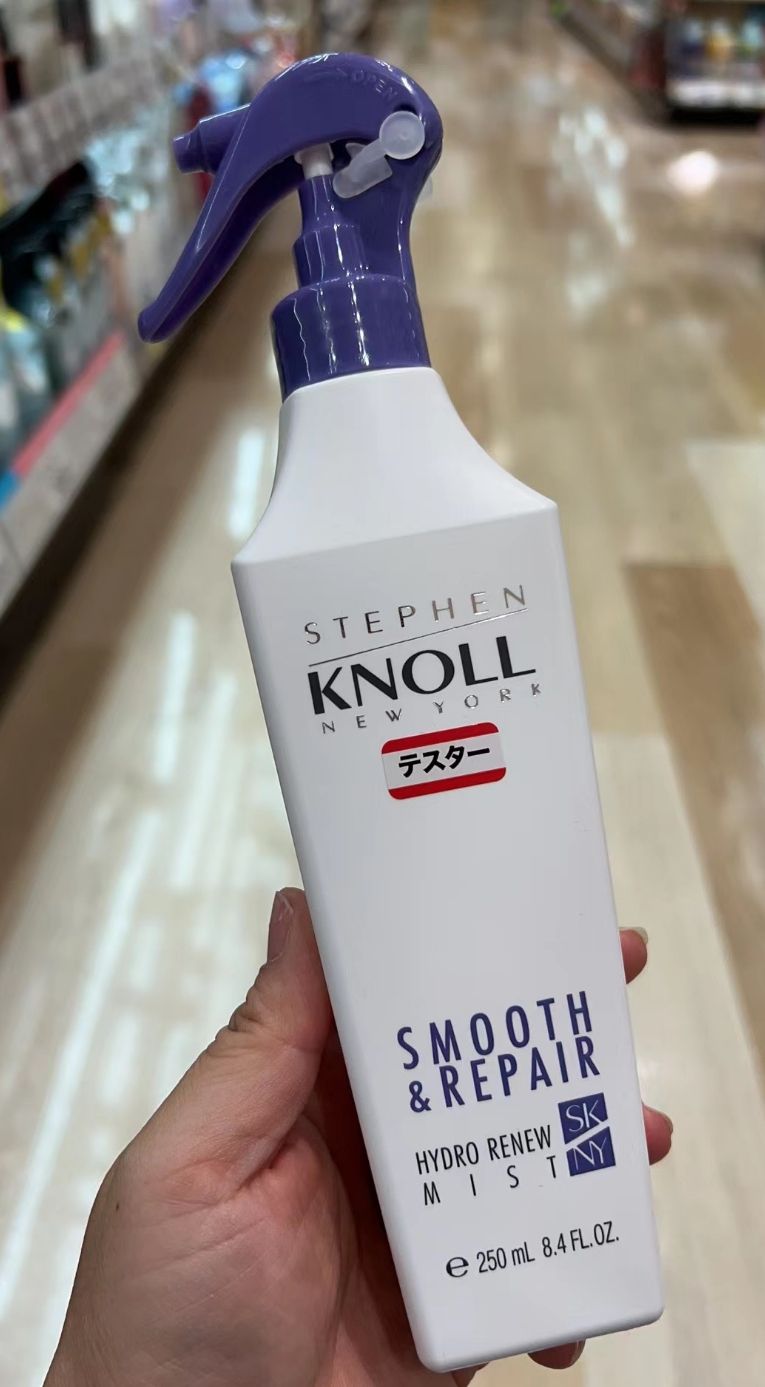 OPEN
STEPHEN
KNOLL
NEW YORK
テスター
SMOOTH
& REPAIR
HYDRO RENEW
MIST
SK
NY
e 250 mL 8.4 FL.OZ.